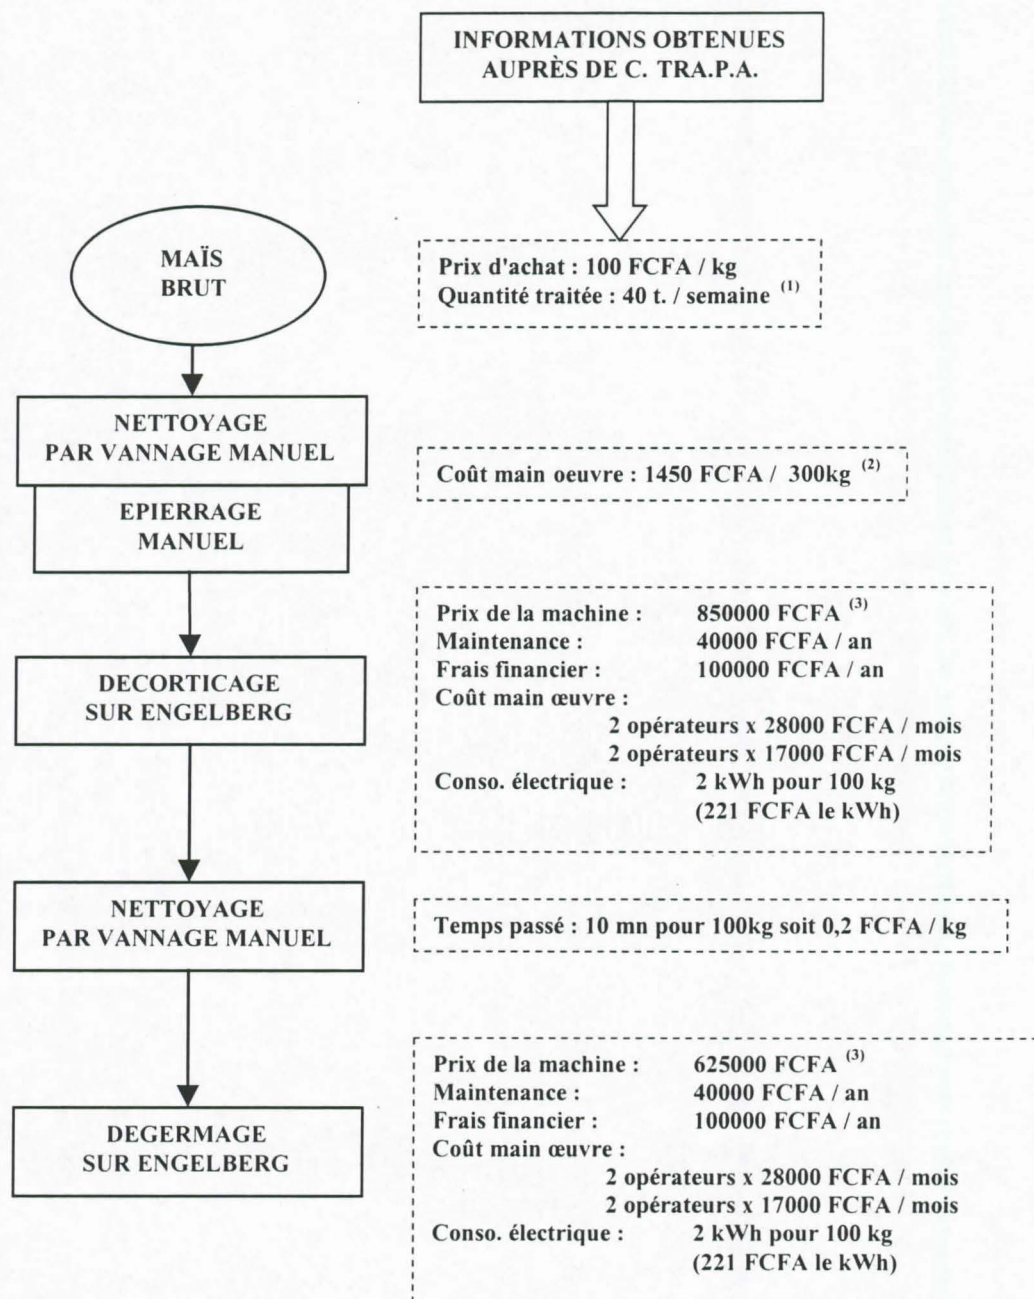 INFORMATIONS OBTENUES
AUPRÈS DE C. TRA.P.A.
MAÏS
BRUT
Prix d'achat : 100 FCFA / kg
Quantité traitée : 40 t. / semaine (1)
NETTOYAGE
PAR VANNAGE MANUEL
EPIERRAGE
MANUEL
Coût main oeuvre : 1450 FCFA / 300kg (2)
DECORTICAGE
SUR ENGELBERG
Prix de la machine : 850000 FCFA (3)
Maintenance : 40000 FCFA / an
Frais financier : 100000 FCFA / an
Coût main œuvre :
2 opérateurs x 28000 FCFA / mois
2 opérateurs x 17000 FCFA / mois
Conso. électrique : 2 kWh pour 100 kg
(221 FCFA le kWh)
NETTOYAGE
PAR VANNAGE MANUEL
Temps passé : 10 mn pour 100kg soit 0,2 FCFA / kg
DEGERMAGE
SUR ENGELBERG
Prix de la machine : 625000 FCFA (3)
Maintenance : 40000 FCFA / an
Frais financier : 100000 FCFA / an
Coût main œuvre :
2 opérateurs x 28000 FCFA / mois
2 opérateurs x 17000 FCFA / mois
Conso. électrique : 2 kWh pour 100 kg
(221 FCFA le kWh)